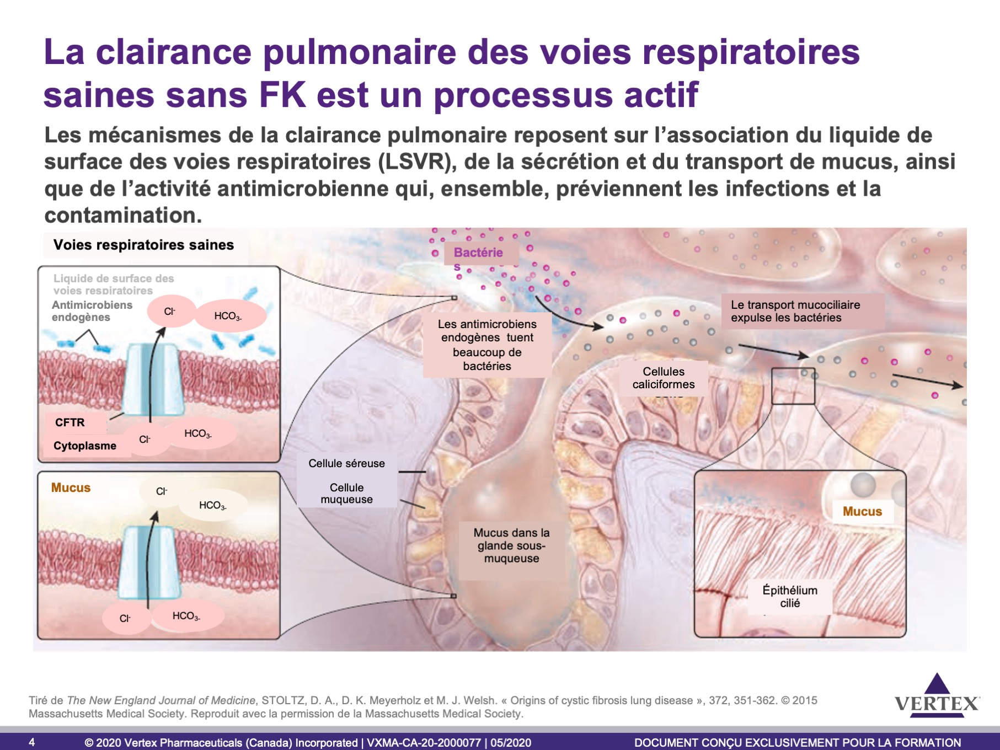 La clairance pulmonaire des voies respiratoires
saines sans FK est un processus actif
Les mécanismes de la clairance pulmonaire reposent sur l’association du liquide de
surface des voies respiratoires (LSVR), de la sécrétion et du transport de mucus, ainsi
que de l’activité antimicrobienne qui, ensemble, préviennent les infections et la
contamination.
Voies respiratoires saines
Liquide de surface des
voies respiratoires
Antimicrobiens
endogènes
Cl-
HCO3-
CFTR
Cytoplasme
Cl-
HCO3-
Mucus
Cl-
HCO3-
Cl-
HCO3-
Bactérie
s
Les antimicrobiens
endogènes tuent
beaucoup de
bactéries
Le transport mucociliaire
expulse les bactéries
Cellules
caliciformes
Cellule séreuse
Cellule
muqueuse
Mucus dans la
glande sous-
muqueuse
Mucus
Épithélium
cilié
Tiré de The New England Journal of Medicine, STOLTZ, D. A., D. K. Meyerholz et M. J. Welsh. « Origins of cystic fibrosis lung disease », 372, 351-362. © 2015
Massachusetts Medical Society. Reproduit avec la permission de la Massachusetts Medical Society.
VERTEX
4
© 2020 Vertex Pharmaceuticals (Canada) Incorporated | VXMA-CA-20-2000077 | 05/2020
DOCUMENT CONÇU EXCLUSIVEMENT POUR LA FORMATION